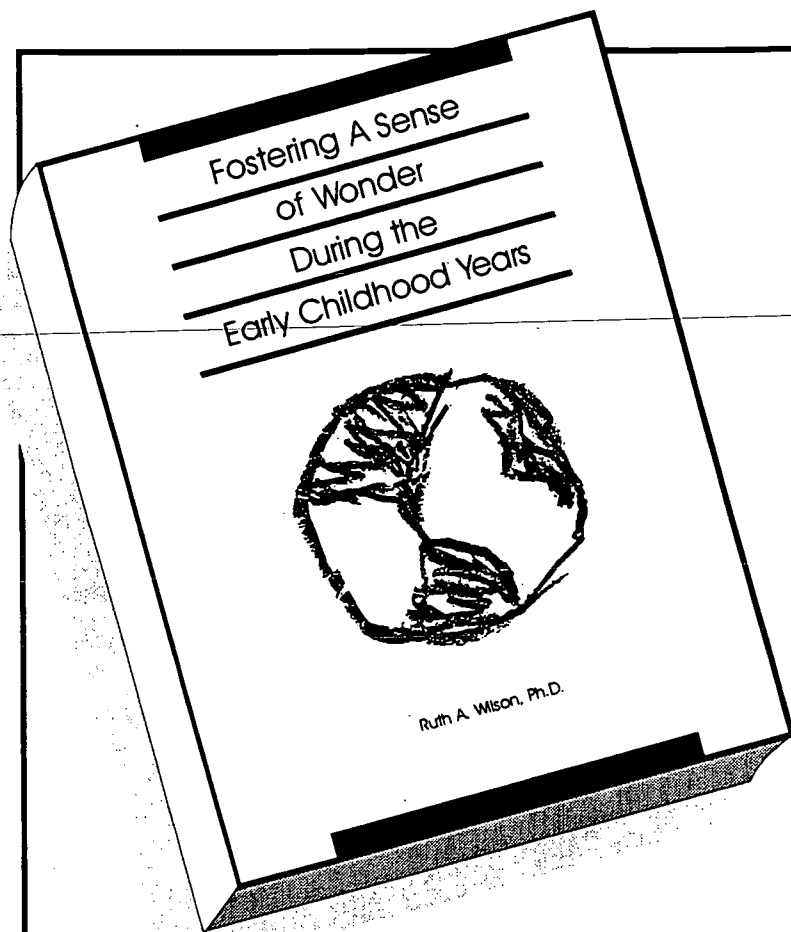 Fostering A Sense
of Wonder
During the
Early Childhood Years
Ruth A. Wilson, Ph.D.